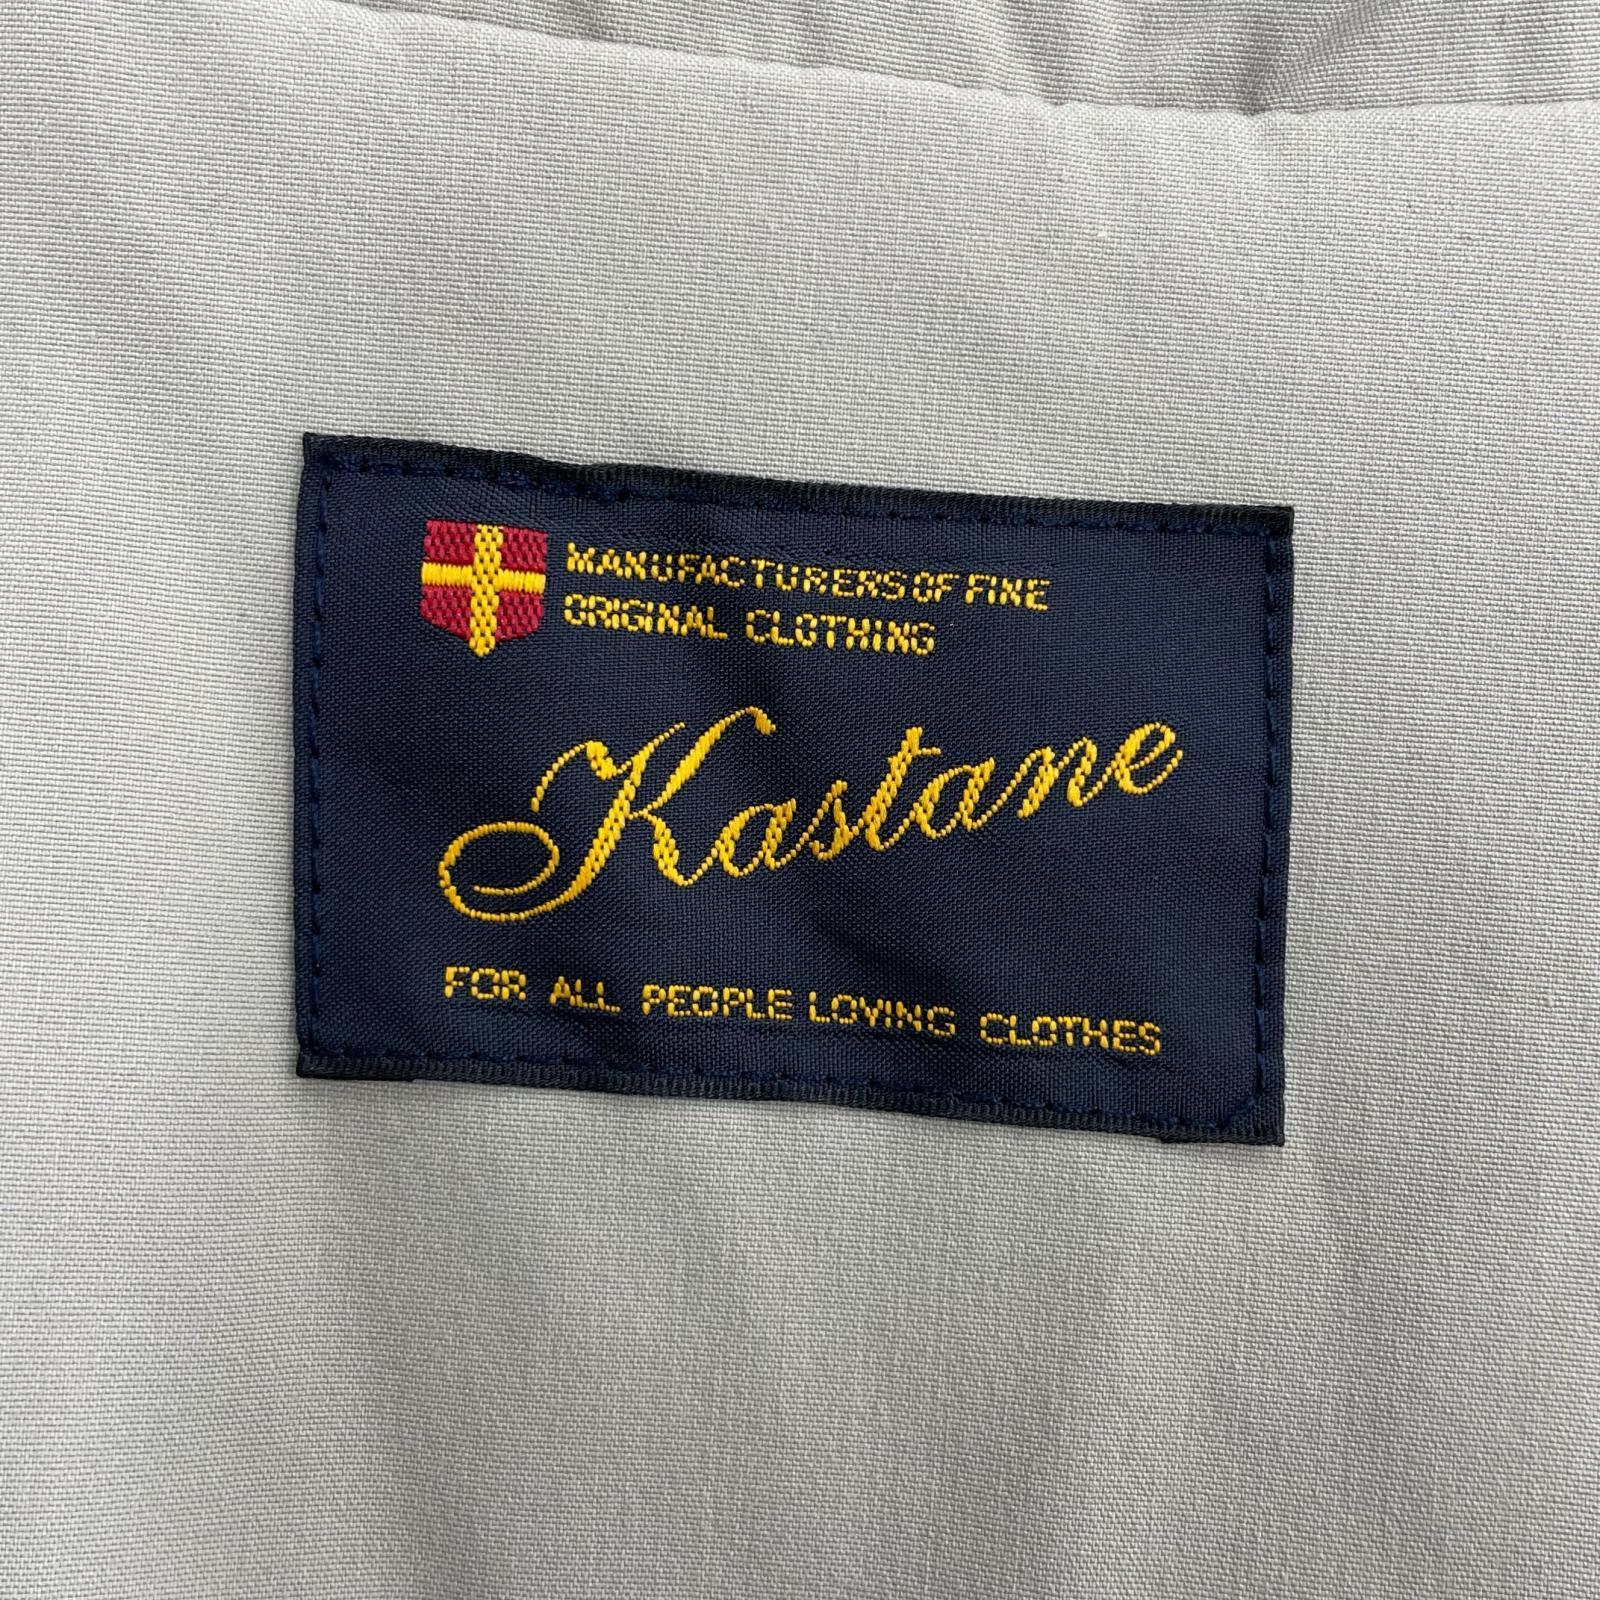 MANUFACTURERS OF FINE
ORIGINAL CLOTHING
Kastane
FOR ALL PEOPLE LOVING CLOTHES